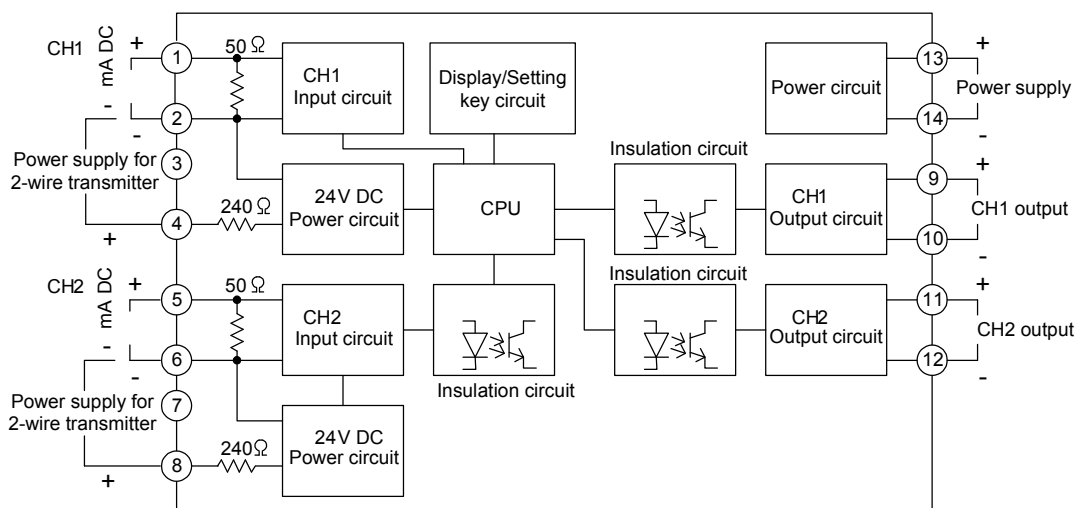 CH1
mA DC
+
-
1
2
-
Power supply for
2-wire transmitter
3
4
+
50 Ω
CH1
Input circuit
240 Ω
24V DC
Power circuit
Display/Setting
key circuit
CPU
CH2
mA DC
+
-
5
6
-
Power supply for
2-wire transmitter
7
8
+
50 Ω
CH2
Input circuit
240Ω
24V DC
Power circuit
Insulation circuit
Insulation circuit
Insulation circuit
Power circuit
13
14
+
Power supply
-
CH1
Output circuit
9
10
+
CH1 output
-
CH2
Output circuit
11
12
+
CH2 output
-